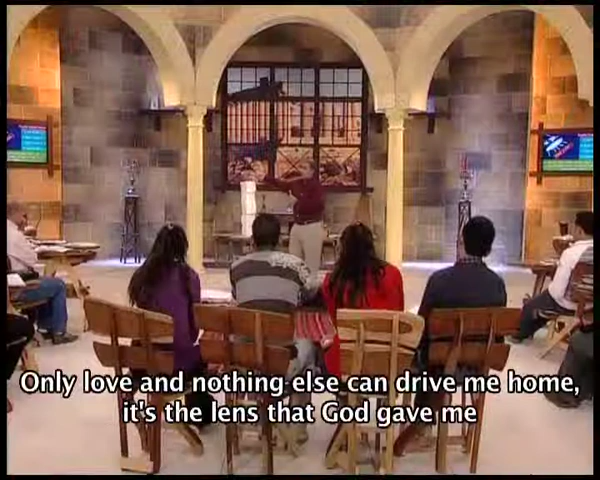 Only love and nothing else can drive me home,
it's the lens that God gave me